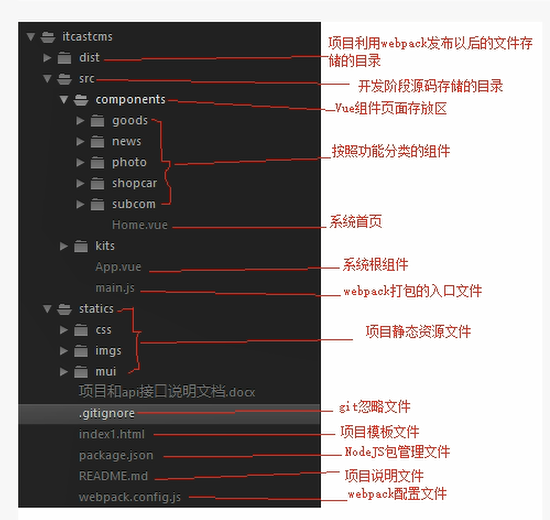 itcastcms
项目利用webpack发布以后的文件存
储的目录
dist
src
开发阶段源码存储的目录
components
Vue组件页面存放区
goods
news
按照功能分类的组件
photo
shopcar
subcom
Home.vue
系统首页
kits
App.vue
系统根组件
main.js
webpack打包的入口文件
statics
css
项目静态资源文件
imgs
mui
项目和api接口说明文档.docx
.gitignore
git忽略文件
index1.html
项目模板文件
package.json
NodeJS包管理文件
README.md
项目说明文件
webpack.config.js
webpack配置文件